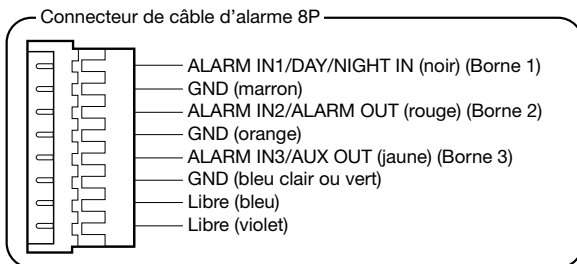 Connecteur de câble d'alarme 8P
ALARM IN1/DAY/NIGHT IN (noir) (Borne 1)
GND (marron)
ALARM IN2/ALARM OUT (rouge) (Borne 2)
GND (orange)
ALARM IN3/AUX OUT (jaune) (Borne 3)
GND (bleu clair ou vert)
Libre (bleu)
Libre (violet)